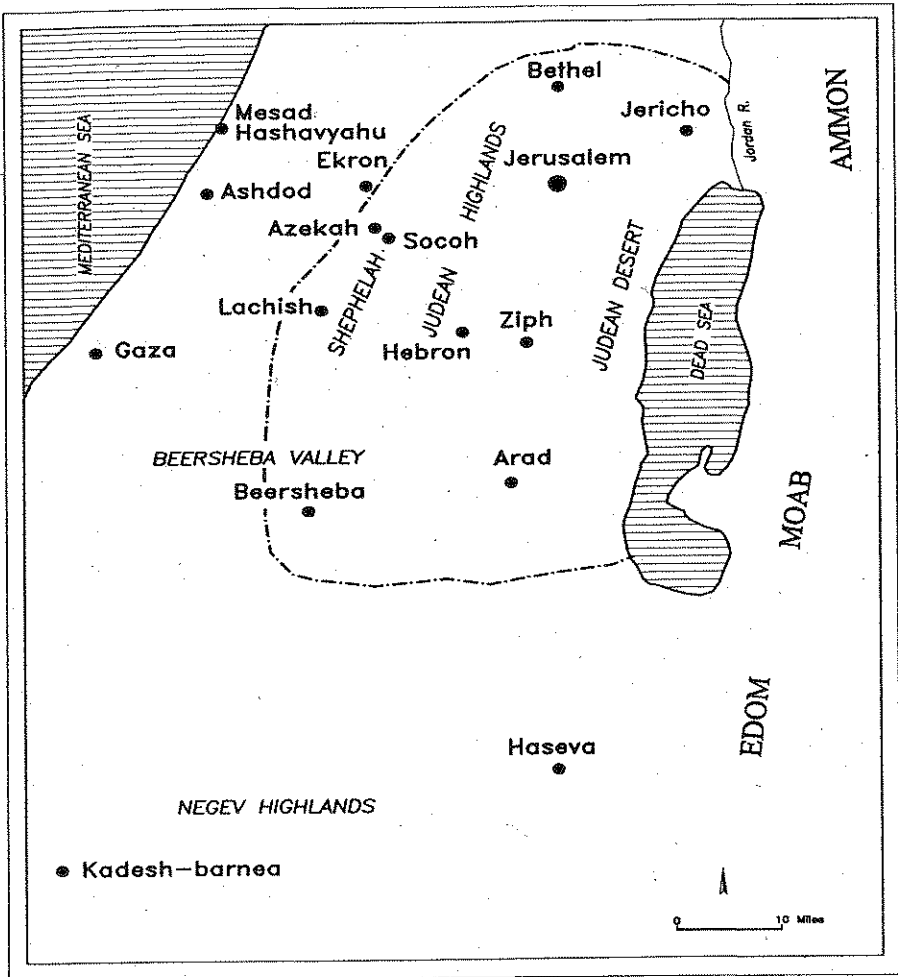 Bethel
Mesad
Hashavyahu
Jericho
Jordan R.
AMMON
MEDITERRANEAN SEA
Ekron
Jerusalem
Ashdod
JUDEAN HIGHLANDS
Azekah
Socoh
SHEPHELAH
JUDEAN DESERT
Lachish
Ziph
Hebron
DEAD SEA
Gaza
BEERSHEBA VALLEY
Beersheba
Arad
MOAB
EDOM
Haseva
NEGEV HIGHLANDS
Kadesh-barnea
0 10 Miles